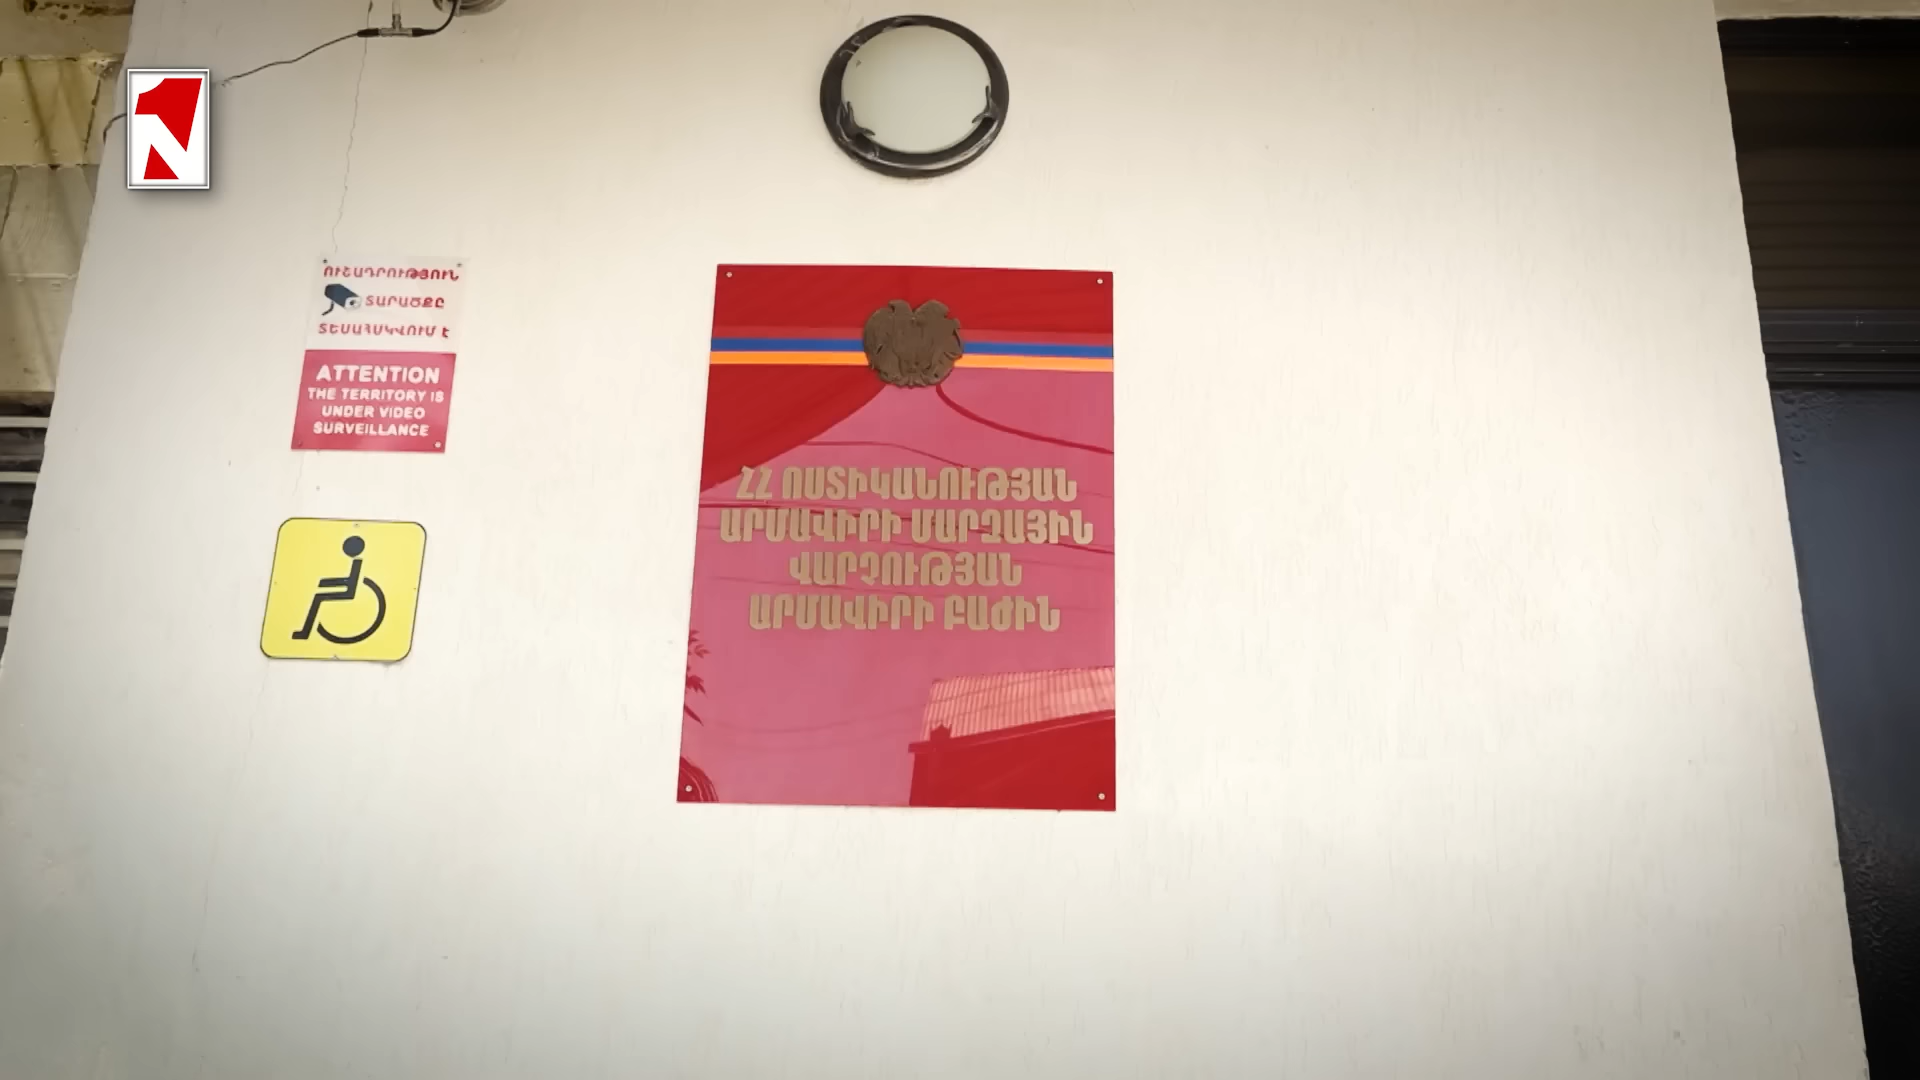 ՈՒՇԱԴՐՈՒԹՅՈՒՆ
ՏԱՐԱԾՔԸ
ՏԵՍԱՀՍԿՎՈՒՄ Է
ATTENTION
THE TERRITORY IS
UNDER VIDEO
SURVEILLANCE
ՀՀ ՈՍՏԻԿԱՆՈՒԹՅԱՆ
ԱՐՄԱՎԻՐԻ ՄԱՐԶԱՅԻՆ
ՎԱՐՉՈՒԹՅԱՆ
ԱՐՄԱՎԻՐԻ ԲԱԺԻՆ